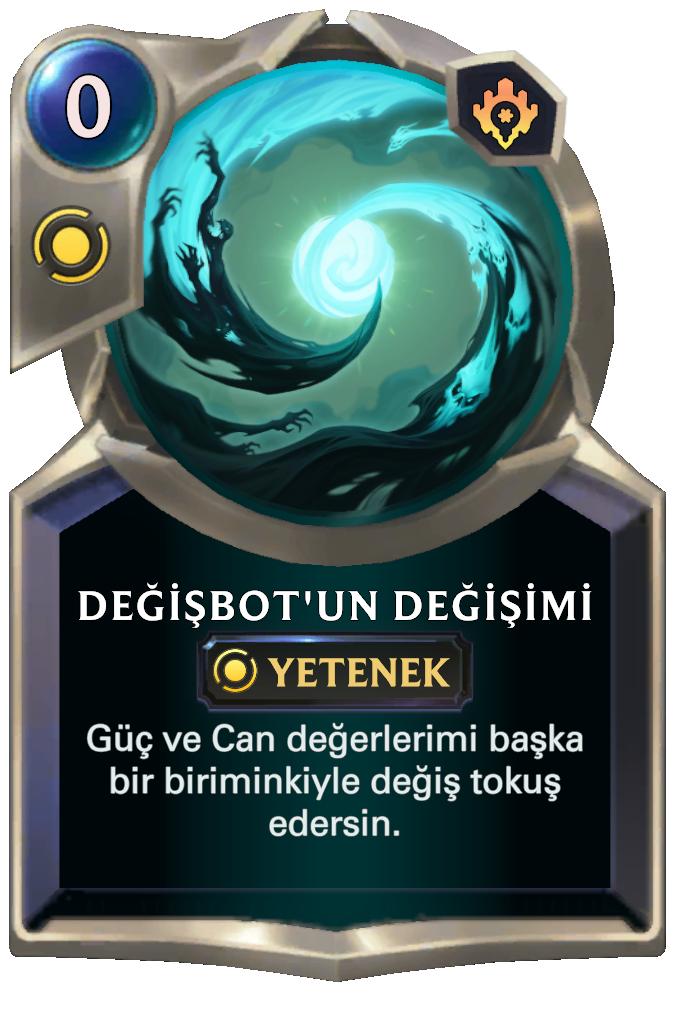 0
DEĞİŞBOT'UN DEĞİŞİMİ
YETENEK
Güç ve Can değerlerimi başka
bir biriminkiyle değiş tokuş
edersin.